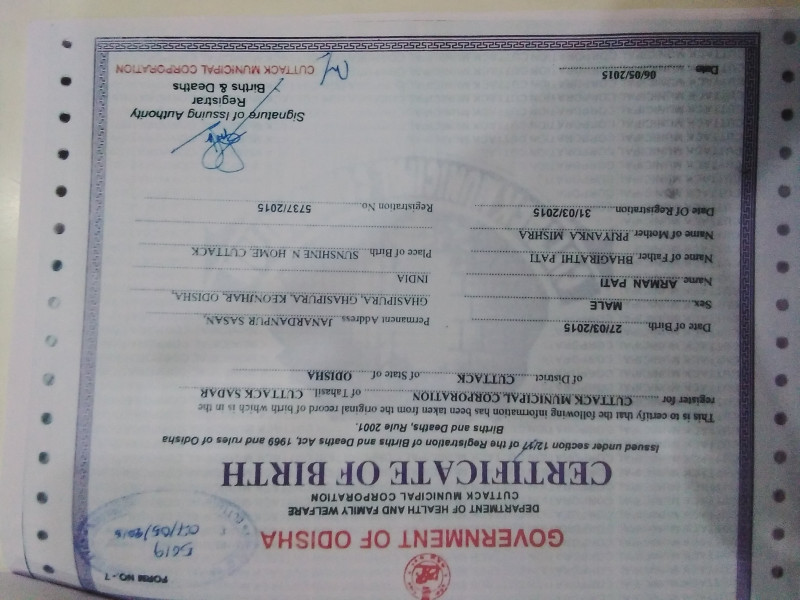 FORM NO. - 7
5619
07/05/2015
GOVERNMENT OF ODISHA
DEPARTMENT OF HEALTH AND FAMILY WELFARE
CUTTACK MUNICIPAL CORPORATION
CERTIFICATE OF BIRTH
Issued under section 12/17 of the Registration of Births and Deaths Act, 1969 and rules of Odisha
Births and Deaths, Rule 2001.
This is to certify that the following information has been taken from the original record of birth which is in the
register for CUTTACK MUNICIPAL CORPORATION of Tahasil CUTTACK SADAR
of District CUTTACK of State of ODISHA
Date of Birth 27/03/2015
Sex MALE
Name ARMAN PATI
Name of Father BHAGIRATHI PATI
Name of Mother PRIYANKA MISHRA
Date Of Registration 31/03/2015
Permanent Address JANARDANPUR SASAN,
GHASIPURA, GHASIPURA, KEONJHAR, ODISHA,
INDIA
Place of Birth SUNSHINE N HOME, CUTTACK
Registration No. 5737/2015
Signature of Issuing Authority
Registrar
Births & Deaths
CUTTACK MUNICIPAL CORPORATION
Date 06/05/2015